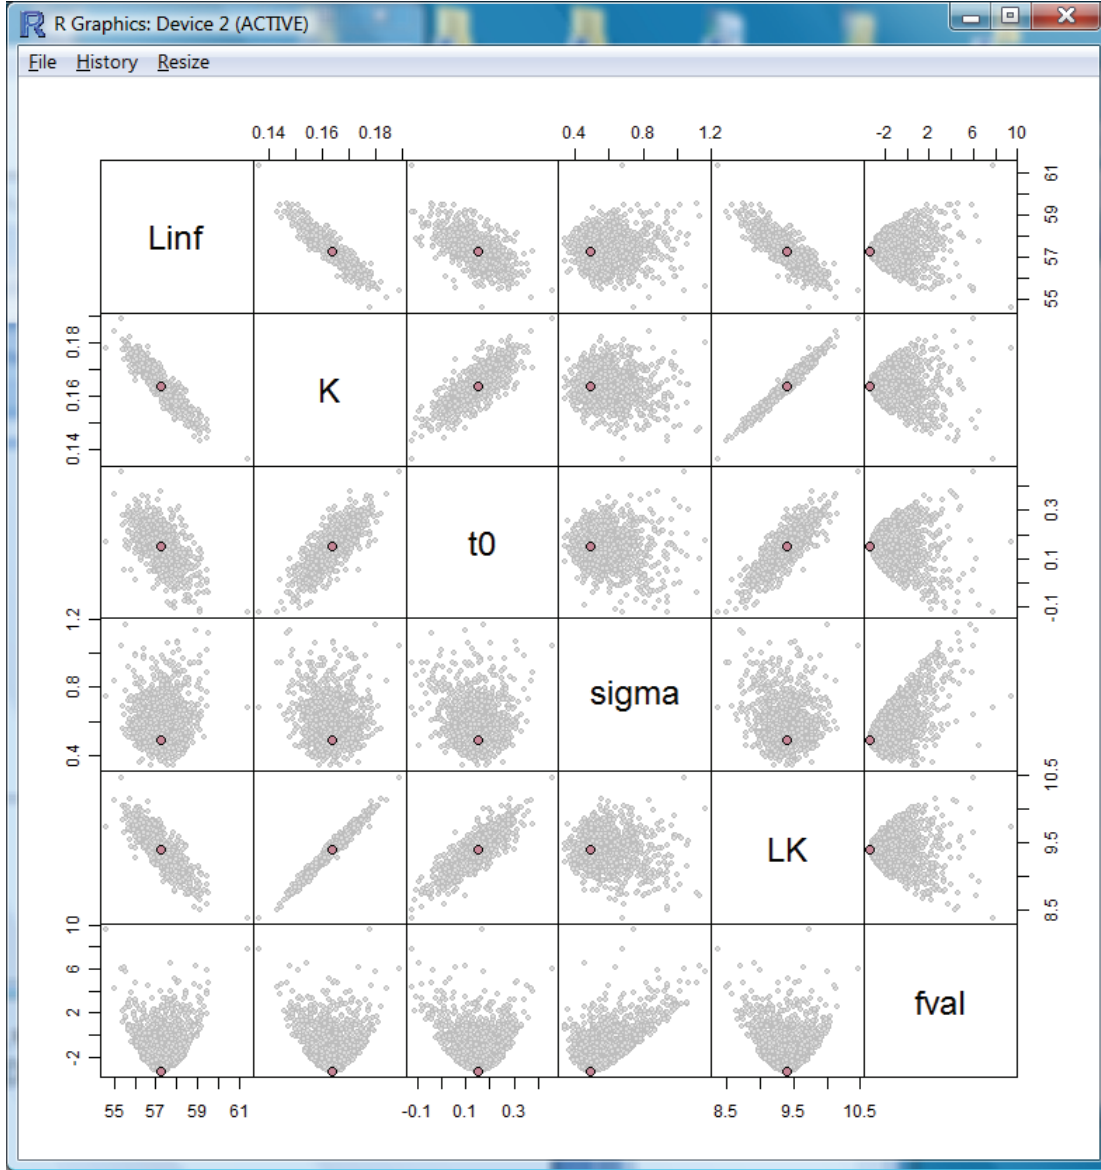 R Graphics: Device 2 (ACTIVE)
File History Resize
0.14 0.16 0.18 0.4 0.8 1.2 -2 2 6 10
Linf
55 57 59 61
K
0.14 0.16 0.18
t0
-0.1 0.1 0.3
sigma
0.4 0.8 1.2
LK
8.5 9.5 10.5
fval
-2 2 6 10
55 57 59 61 -0.1 0.1 0.3 8.5 9.5 10.5